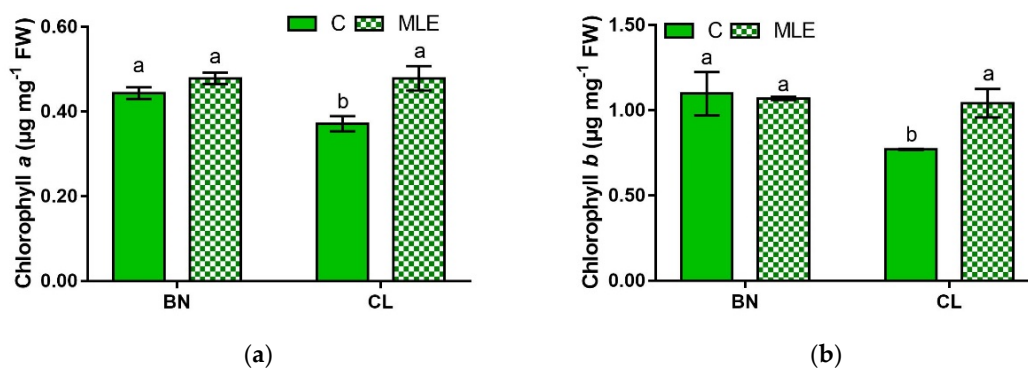 C MLE
Chlorophyll a (µg mg-1 FW)
0.60
0.40
0.20
0.00
a
a
b
a
BN
CL
(a)
C MLE
Chlorophyll b (µg mg-1 FW)
1.50
1.00
0.50
0.00
a
a
b
a
BN
CL
(b)